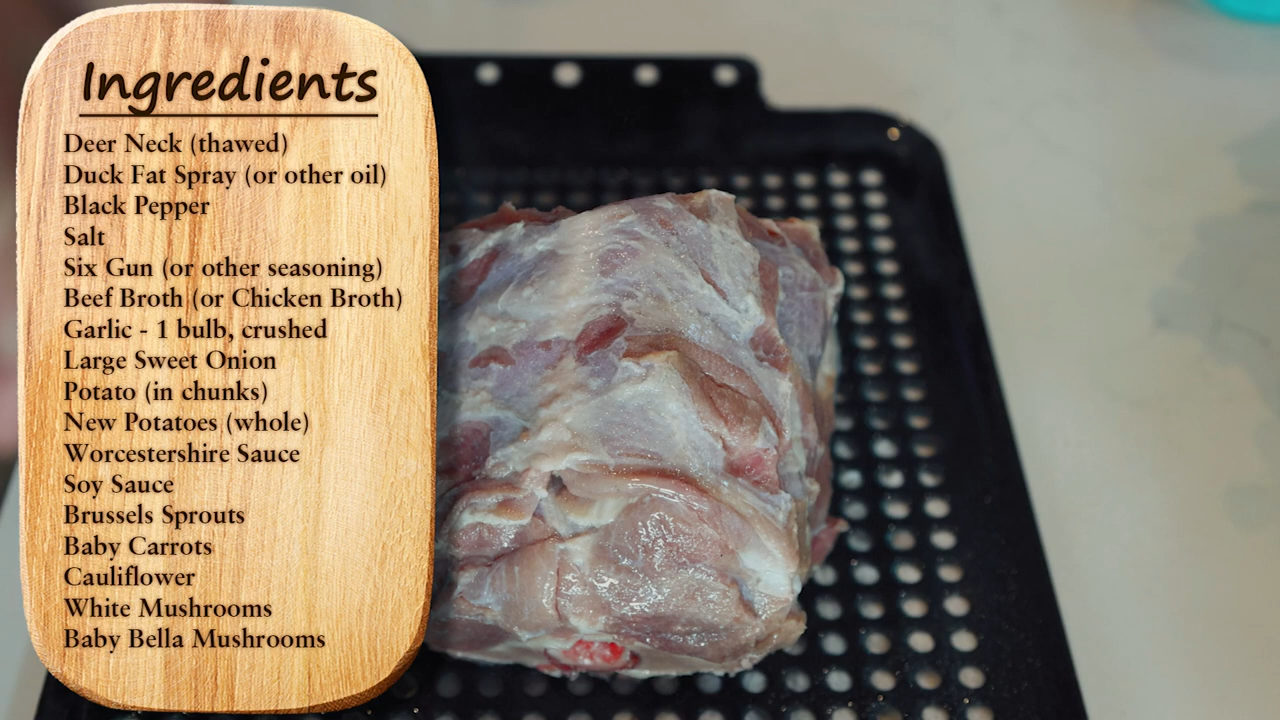 Ingredients
Deer Neck (thawed)
Duck Fat Spray (or other oil)
Black Pepper
Salt
Six Gun (or other seasoning)
Beef Broth (or Chicken Broth)
Garlic - 1 bulb, crushed
Large Sweet Onion
Potato (in chunks)
New Potatoes (whole)
Worcestershire Sauce
Soy Sauce
Brussels Sprouts
Baby Carrots
Cauliflower
White Mushrooms
Baby Bella Mushrooms